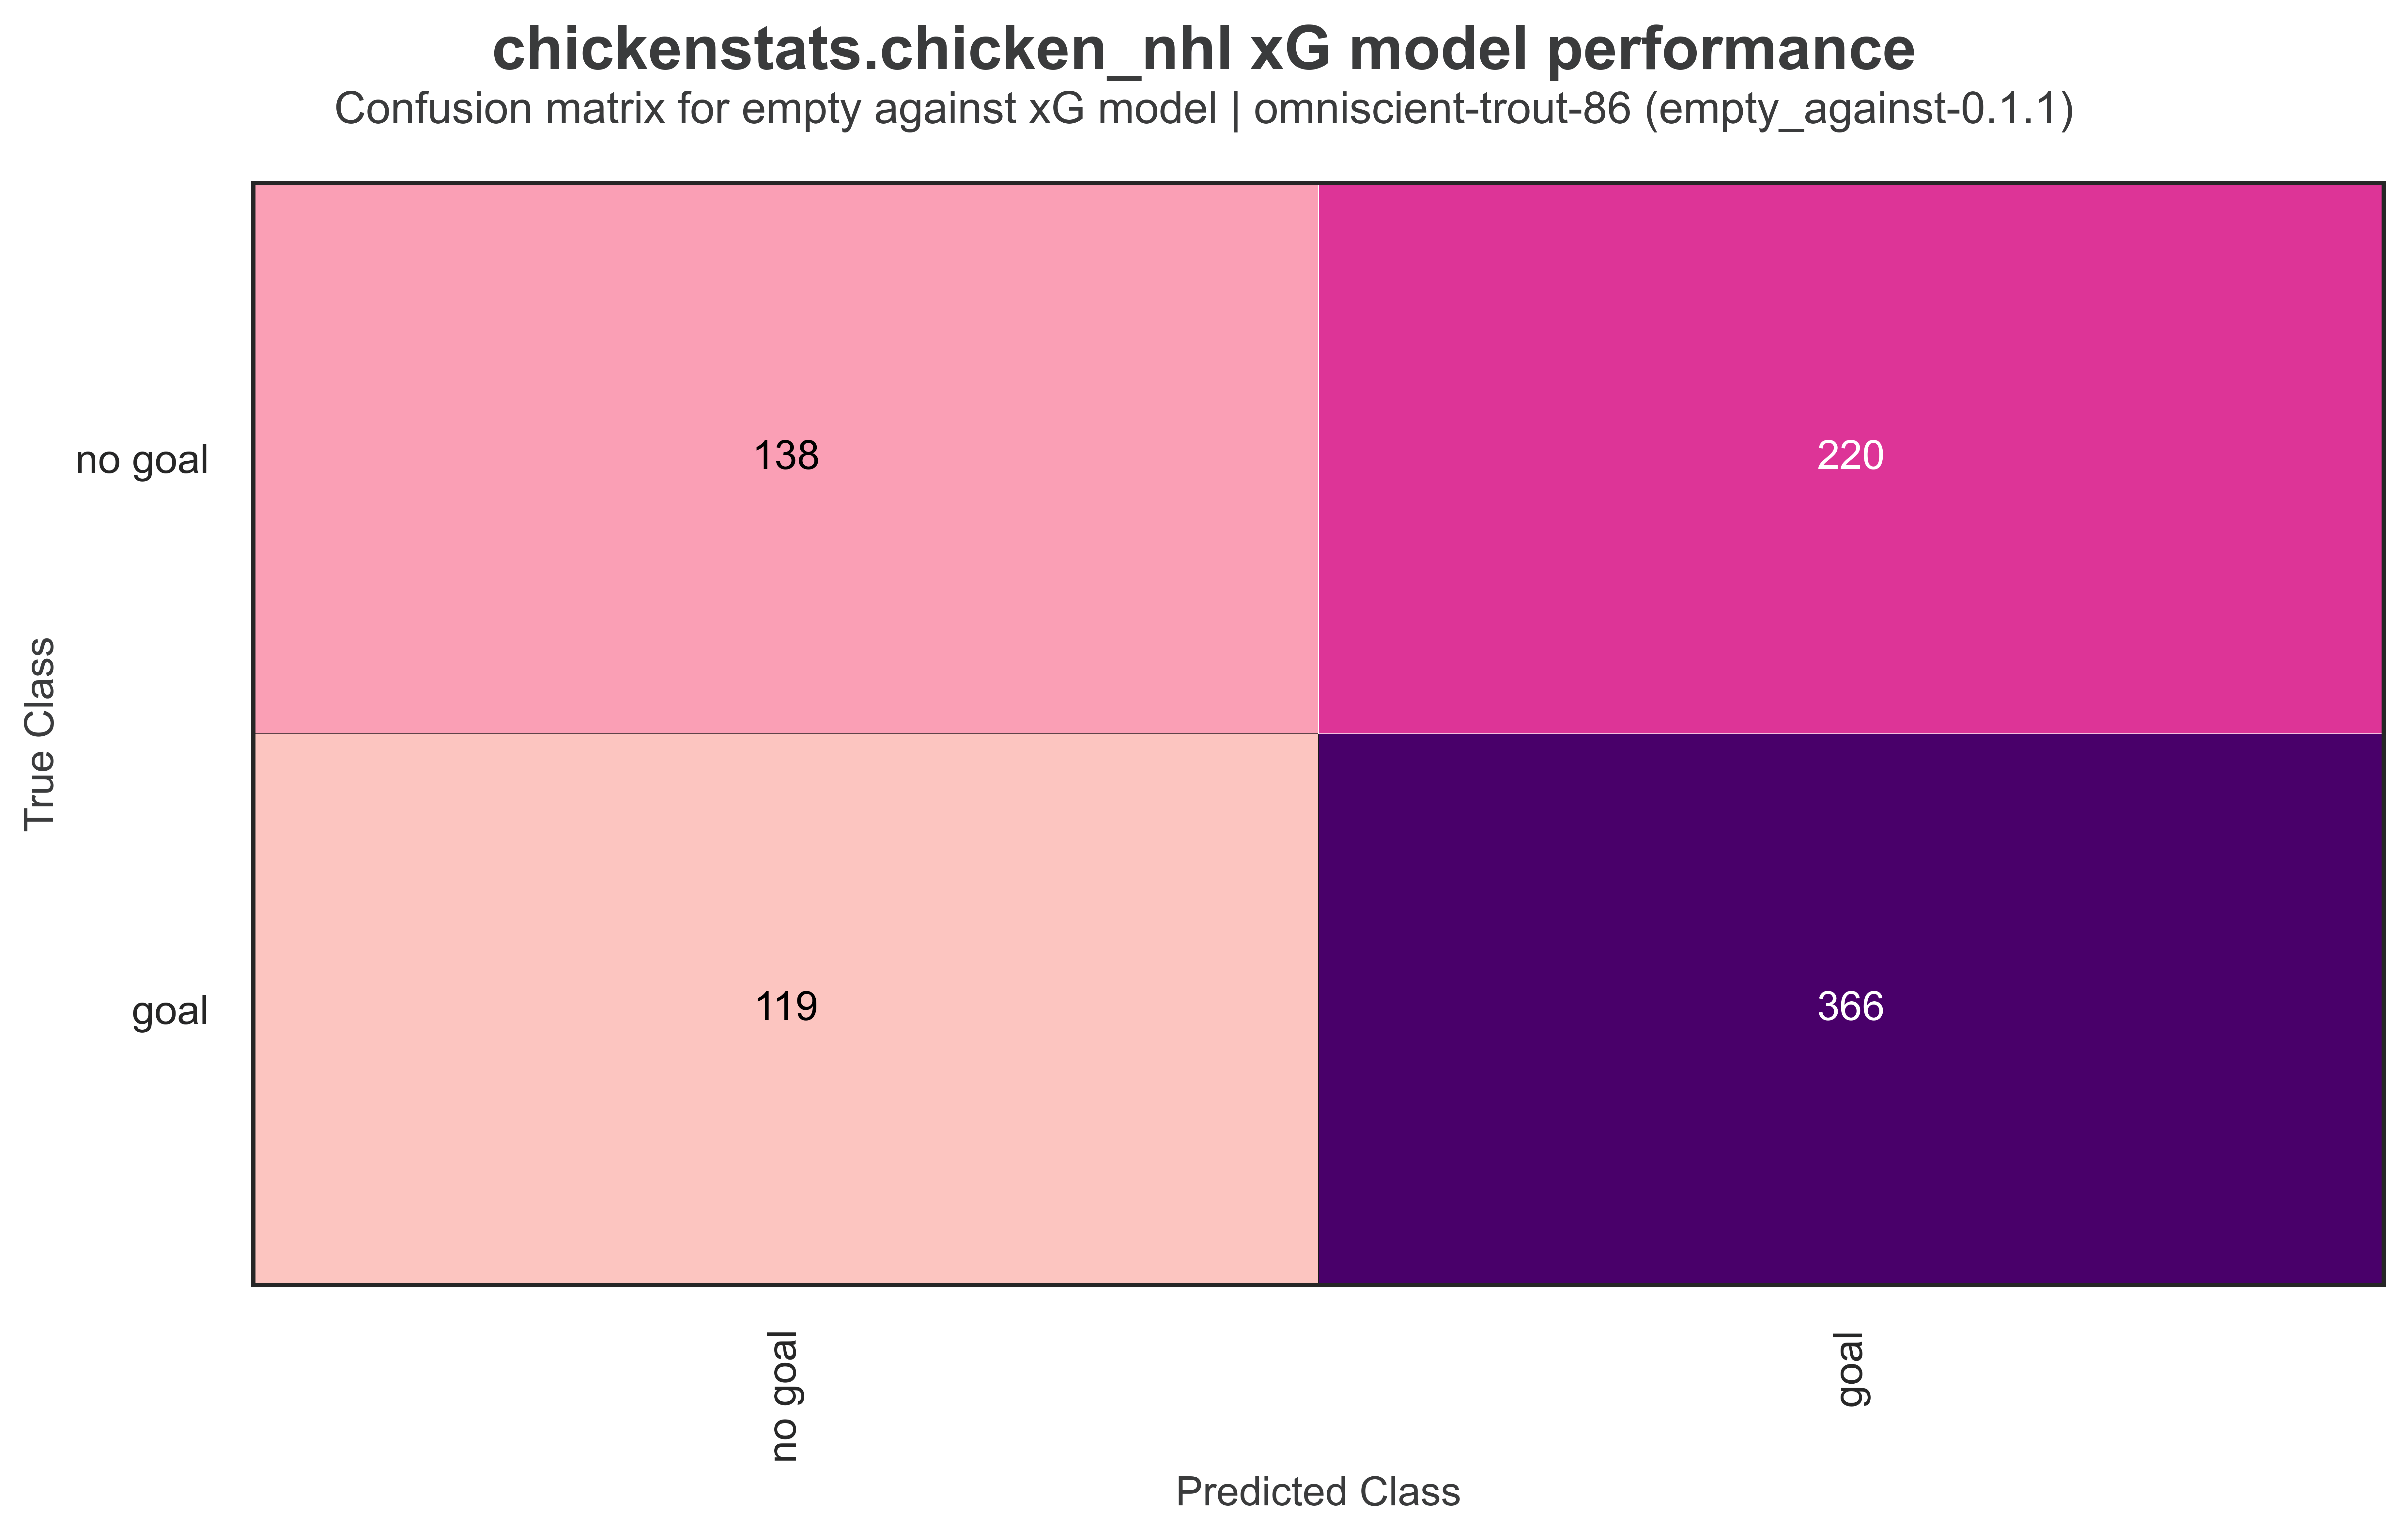 chickenstats.chicken_nhl xG model performance
Confusion matrix for empty against xG model | omniscient-trout-86 (empty_against-0.1.1)
True Class
no goal
138
220
goal
119
366
no goal
goal
Predicted Class